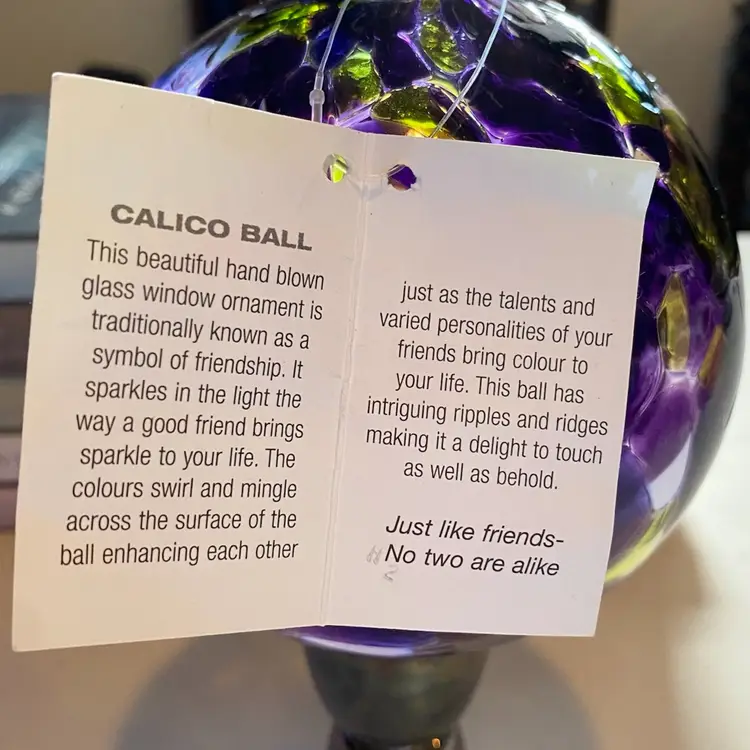 CALICO BALL
This beautiful hand blown
glass window ornament is
traditionally known as a
symbol of friendship. It
sparkles in the light the
way a good friend brings
sparkle to your life. The
colours swirl and mingle
across the surface of the
ball enhancing each other
just as the talents and
varied personalities of your
friends bring colour to
your life. This ball has
intriguing ripples and ridges
making it a delight to touch
as well as behold.
Just like friends-
No two are alike